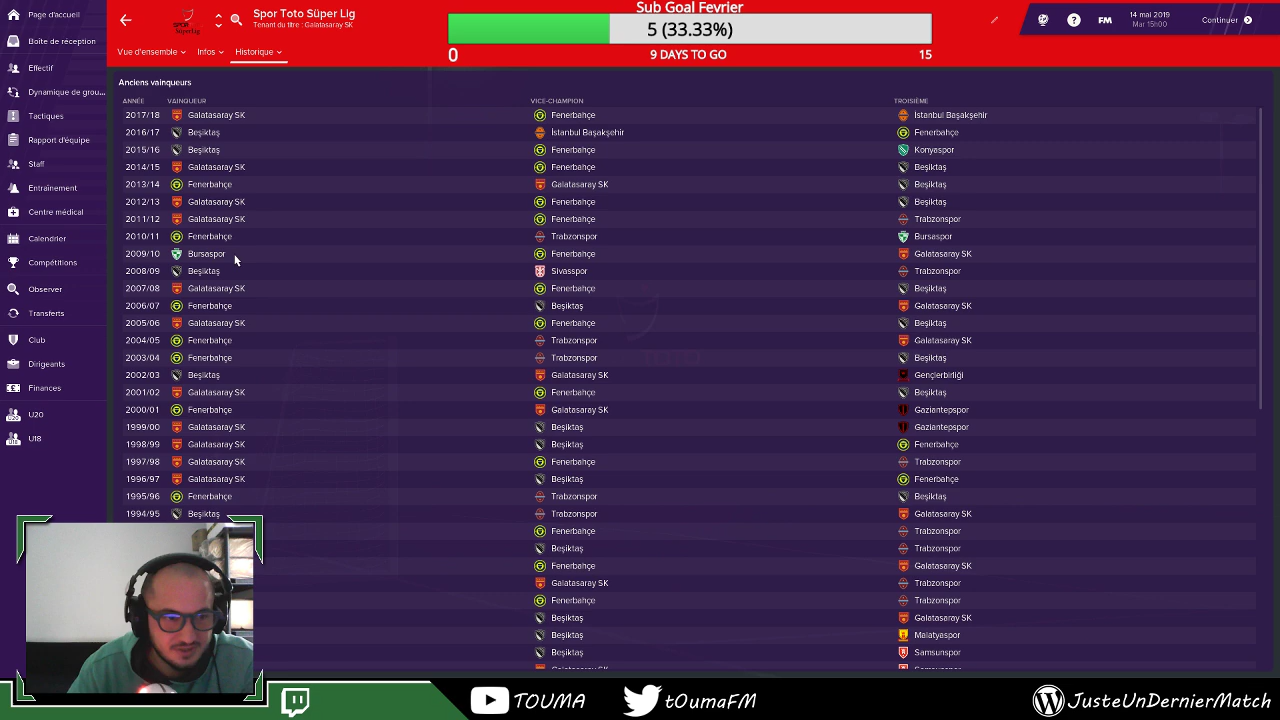 Page d'accueil
Boîte de réception
Effectif
Dynamique de grou...
Tactiques
Rapport d'équipe
Staff
Entraînement
Centre médical
Calendrier
Compétitions
Observer
Transferts
Club
Dirigeants
Finances
U20
U18
Spor Toto Süper Lig
Tenant du titre : Galatasaray SK
Vue d'ensemble Infos Historique
Sub Goal Fevrier
5 (33.33%)
0 9 DAYS TO GO 15
FM
14 mai 2019
Mar 15h00
Continuer
Anciens vainqueurs
ANNÉE VAINQUEUR VICE-CHAMPION TROISIÈME
2017/18 Galatasaray SK Fenerbahçe İstanbul Başakşehir
2016/17 Beşiktaş İstanbul Başakşehir Fenerbahçe
2015/16 Beşiktaş Fenerbahçe Konyaspor
2014/15 Galatasaray SK Fenerbahçe Beşiktaş
2013/14 Fenerbahçe Galatasaray SK Beşiktaş
2012/13 Galatasaray SK Fenerbahçe Beşiktaş
2011/12 Galatasaray SK Fenerbahçe Trabzonspor
2010/11 Fenerbahçe Trabzonspor Bursaspor
2009/10 Bursaspor Fenerbahçe Galatasaray SK
2008/09 Beşiktaş Sivasspor Trabzonspor
2007/08 Galatasaray SK Fenerbahçe Beşiktaş
2006/07 Fenerbahçe Beşiktaş Galatasaray SK
2005/06 Galatasaray SK Fenerbahçe Beşiktaş
2004/05 Fenerbahçe Trabzonspor Galatasaray SK
2003/04 Fenerbahçe Trabzonspor Beşiktaş
2002/03 Beşiktaş Galatasaray SK Gençlerbirliği
2001/02 Galatasaray SK Fenerbahçe Beşiktaş
2000/01 Fenerbahçe Galatasaray SK Gaziantepspor
1999/00 Galatasaray SK Beşiktaş Gaziantepspor
1998/99 Galatasaray SK Beşiktaş Fenerbahçe
1997/98 Galatasaray SK Fenerbahçe Trabzonspor
1996/97 Galatasaray SK Beşiktaş Fenerbahçe
1995/96 Fenerbahçe Trabzonspor Beşiktaş
1994/95 Beşiktaş Trabzonspor Galatasaray SK
Fenerbahçe Trabzonspor
Beşiktaş Trabzonspor
Fenerbahçe Galatasaray SK
Galatasaray SK Trabzonspor
Fenerbahçe Trabzonspor
Beşiktaş Galatasaray SK
Beşiktaş Malatyaspor
Beşiktaş Samsunspor
TOUMA
tOumaFM
JusteUnDernierMatch